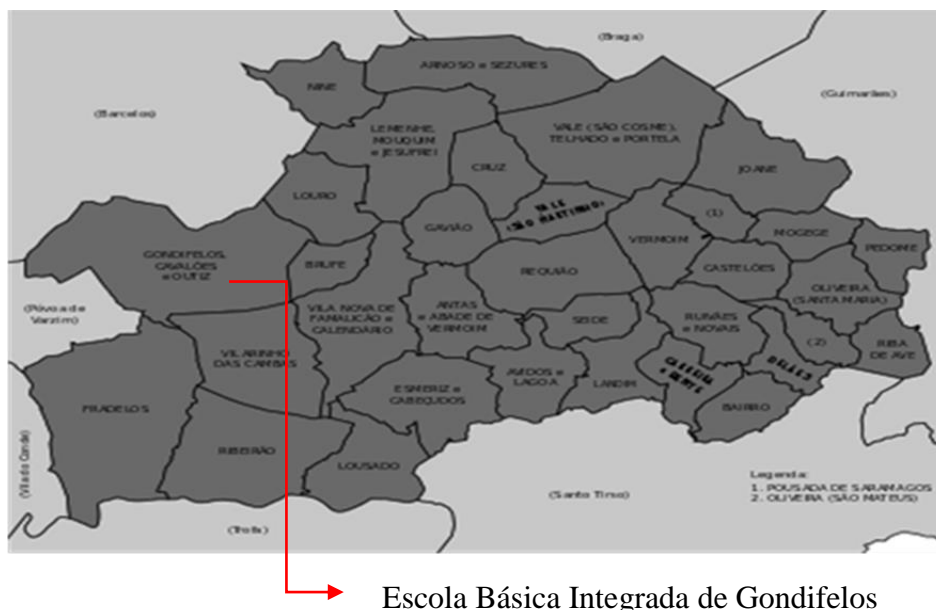 (Braga)
ARNOSO e SEZURES
NINE
(Guimarães)
(Barcelos)
LEMENHE,
MOUQUIM
e JESUFREI
VALE (SÃO COSME),
TELHADO e PORTELA
CRUZ
JOANE
LOURO
VALE
(SÃO MARTINHO)
(1)
GAVIÃO
MOGEGE
VERMOIM
PEDOME
GONDIFELOS,
CAVALÕES
e OUTIZ
BRUFE
REQUIÃO
CASTELÕES
OLIVEIRA
(SANTA MARIA)
(Póvoa de
Varzim)
VILA NOVA DE
FAMALICÃO e
CALENDÁRIO
ANTAS
e ABADE DE
VERMOIM
SEIDE
RUIVÃES
e NOVAIS
(2)
RIBA
DE AVE
VILARINHO
DAS CAMBAS
AVIDOS e
LAGOA
LANDIM
CARREIRA
e BENTE
DELÃES
ESMERIZ e
CABEÇUDOS
FRADELOS
BAIRRO
RIBEIRÃO
LOUSADO
(Vila do Conde)
(Santo Tirso)
(Trofa)
Legenda:
1. POUSADA DE SARAMAGOS
2. OLIVEIRA (SÃO MATEUS)
Escola Básica Integrada de Gondifelos